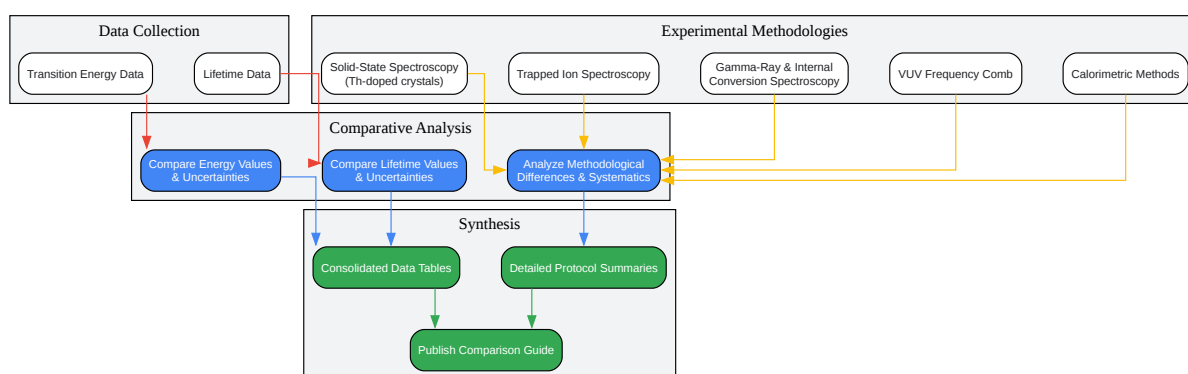 Data Collection
Experimental Methodologies
Transition Energy Data
Lifetime Data
Solid-State Spectroscopy
(Th-doped crystals)
Trapped Ion Spectroscopy
Gamma-Ray & Internal
Conversion Spectroscopy
VUV Frequency Comb
Calorimetric Methods
Comparative Analysis
Compare Energy Values
& Uncertainties
Compare Lifetime Values
& Uncertainties
Analyze Methodological
Differences & Systematics
Synthesis
Consolidated Data Tables
Detailed Protocol Summaries
Publish Comparison Guide